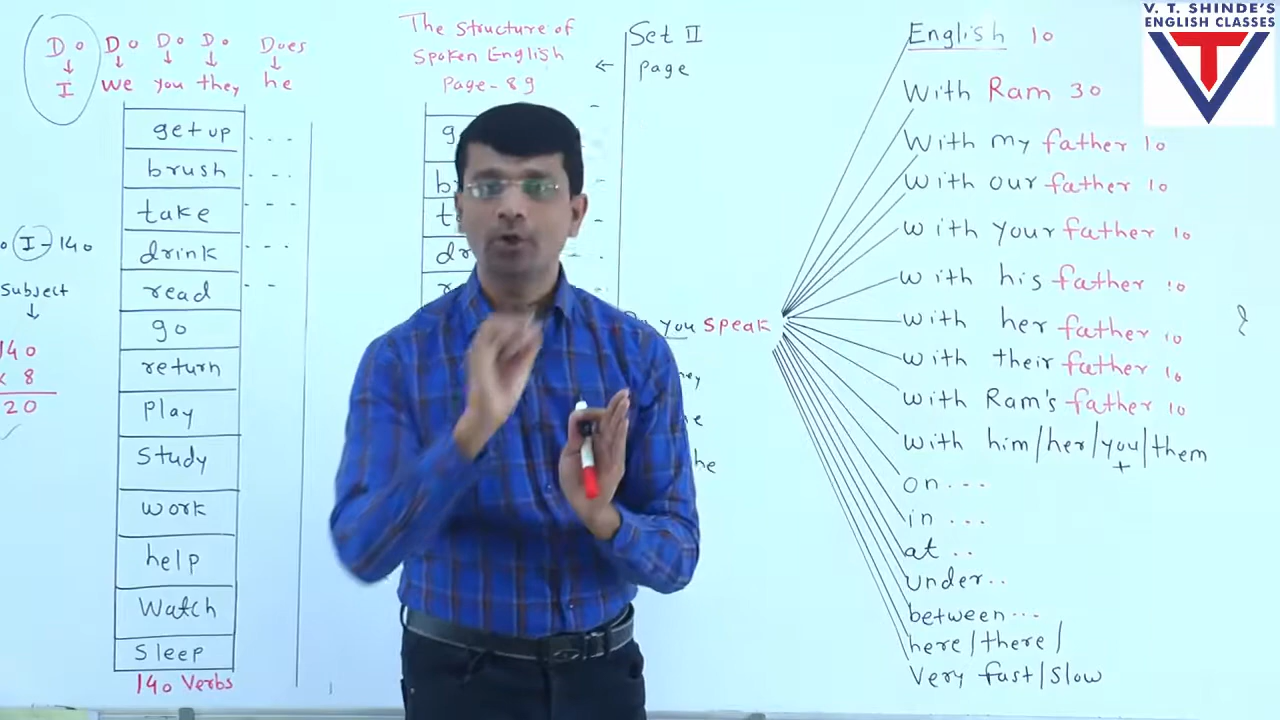 Do Do Do Do Does
↓ ↓ ↓ ↓ ↓
I we you they he
get up . . .
brush . . .
take - - -
drink . . .
read - -
go
return
Play
Study
work
help
Watch
Sleep
140 Verbs
I - 140
Subject
↓
140
x 8
20
The Structure of
Spoken English
Page - 89
←
Set II
page
you speak
he
English 10
With Ram 30
With my father 10
With our father 10
with your father 10
with his father 10
with her father 10
with their father 10
with Ram's father 10
with him/her/you/them
+
on...
in ...
at ..
under..
between...
here/there/
Very fast/slow
V. T. SHINDE'S
ENGLISH CLASSES